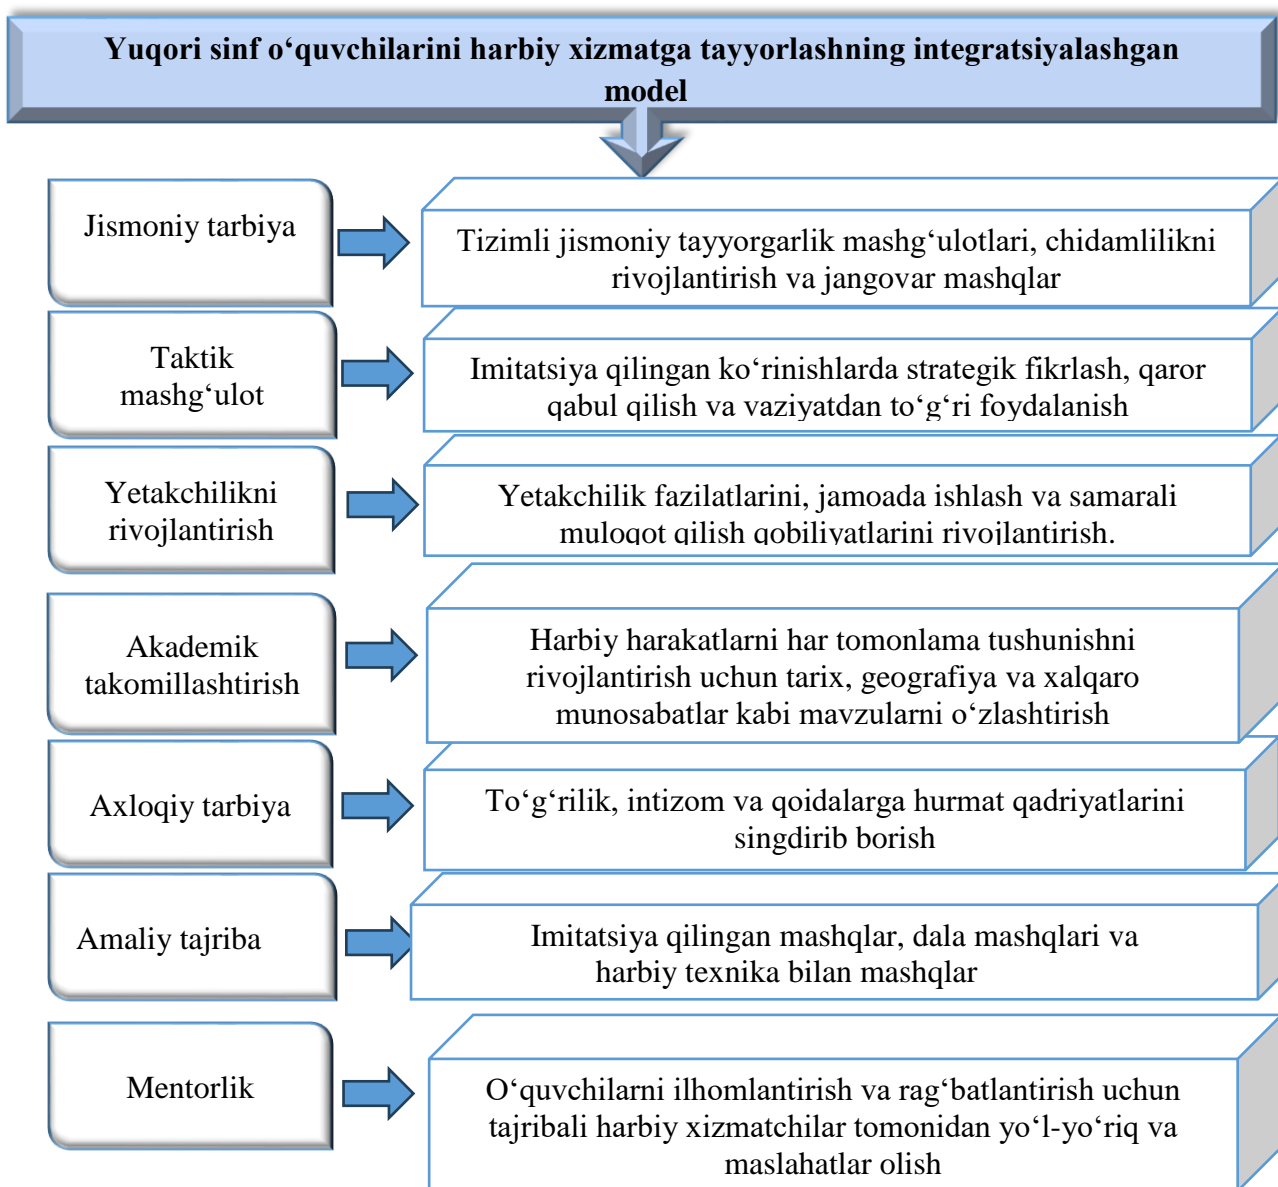 Yuqori sinf o‘quvchilarini harbiy xizmatga tayyorlashning integratsiyalashgan
model
Jismoniy tarbiya
Tizimli jismoniy tayyorgarlik mashg‘ulotlari, chidamlilikni
rivojlantirish va jangovar mashqlar
Taktik
mashg‘ulot
Imitatsiya qilingan ko‘rinishlarda strategik fikrlash, qaror
qabul qilish va vaziyatdan to‘g‘ri foydalanish
Yetakchilikni
rivojlantirish
Yetakchilik fazilatlarini, jamoada ishlash va samarali
muloqot qilish qobiliyatlarini rivojlantirish.
Akademik
takomillashtirish
Harbiy harakatlarni har tomonlama tushunishni
rivojlantirish uchun tarix, geografiya va xalqaro
munosabatlar kabi mavzularni o‘zlashtirish
Axloqiy tarbiya
To‘g‘rilik, intizom va qoidalarga hurmat qadriyatlarini
singdirib borish
Amaliy tajriba
Imitatsiya qilingan mashqlar, dala mashqlari va
harbiy texnika bilan mashqlar
Mentorlik
O‘quvchilarni ilhomlantirish va rag‘batlantirish uchun
tajribali harbiy xizmatchilar tomonidan yo‘l-yo‘riq va
maslahatlar olish